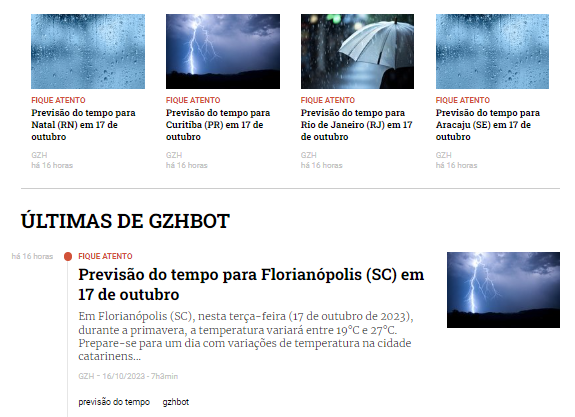 FIQUE ATENTO
Previsão do tempo para
Natal (RN) em 17 de
outubro
GZH
há 16 horas
FIQUE ATENTO
Previsão do tempo para
Curitiba (PR) em 17 de
outubro
GZH
há 16 horas
FIQUE ATENTO
Previsão do tempo para
Rio de Janeiro (RJ) em 17
de outubro
GZH
há 16 horas
FIQUE ATENTO
Previsão do tempo para
Aracaju (SE) em 17 de
outubro
GZH
há 16 horas
ÚLTIMAS DE GZHBOT
há 16 horas
FIQUE ATENTO
Previsão do tempo para Florianópolis (SC) em
17 de outubro
Em Florianópolis (SC), nesta terça-feira (17 de outubro de 2023),
durante a primavera, a temperatura variará entre 19°C e 27°C.
Prepare-se para um dia com variações de temperatura na cidade
catarinens...
GZH - 16/10/2023 - 7h3min
previsão do tempo gzhbot